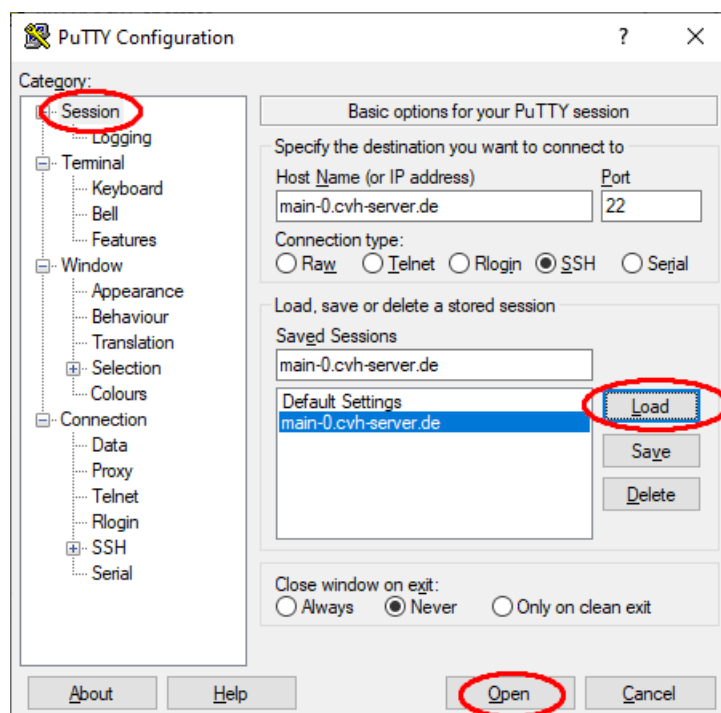 PuTTY Configuration
?
Category:
Session
Logging
Terminal
Keyboard
Bell
Features
Window
Appearance
Behaviour
Translation
Selection
Colours
Connection
Data
Proxy
Telnet
Rlogin
SSH
Serial
Basic options for your PuTTY session
Specify the destination you want to connect to
Host Name (or IP address) Port
main-0.cvh-server.de 22
Connection type:
Raw Telnet Rlogin SSH Serial
Load, save or delete a stored session
Saved Sessions
main-0.cvh-server.de
Default Settings
main-0.cvh-server.de
Load
Save
Delete
Close window on exit:
Always Never Only on clean exit
About Help Open Cancel